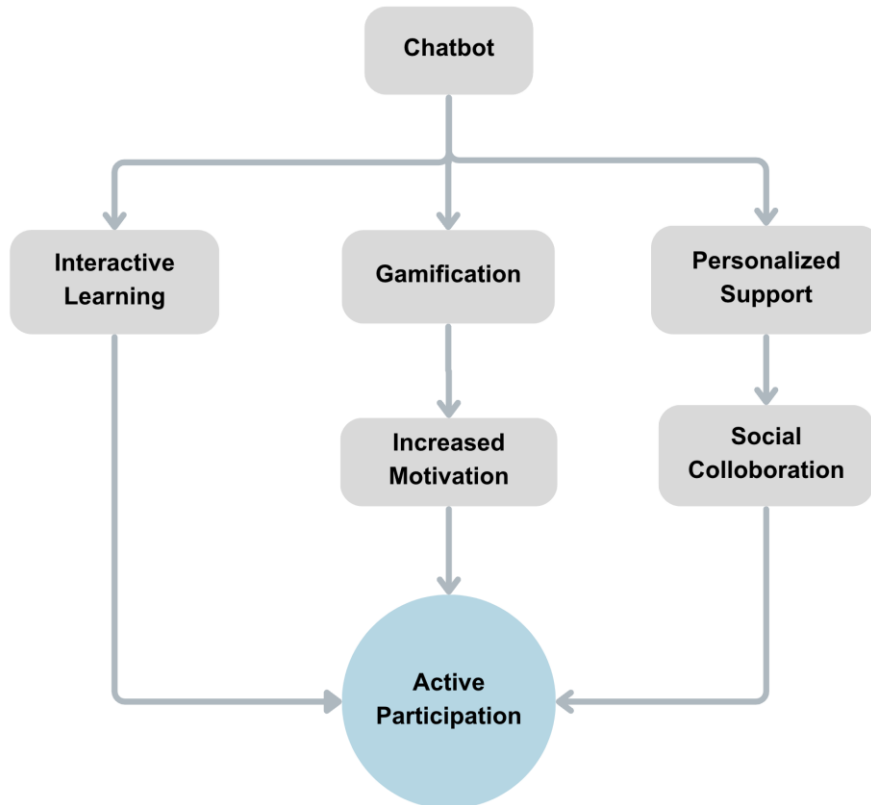 Chatbot
Interactive
Learning
Gamification
Personalized
Support
Increased
Motivation
Social
Colloboration
Active
Participation